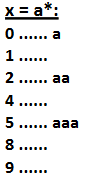 x = a*:
0 ...... a
1 ......
2 ...... aa
4 ......
5 ...... aaa
8 ......
9 ......